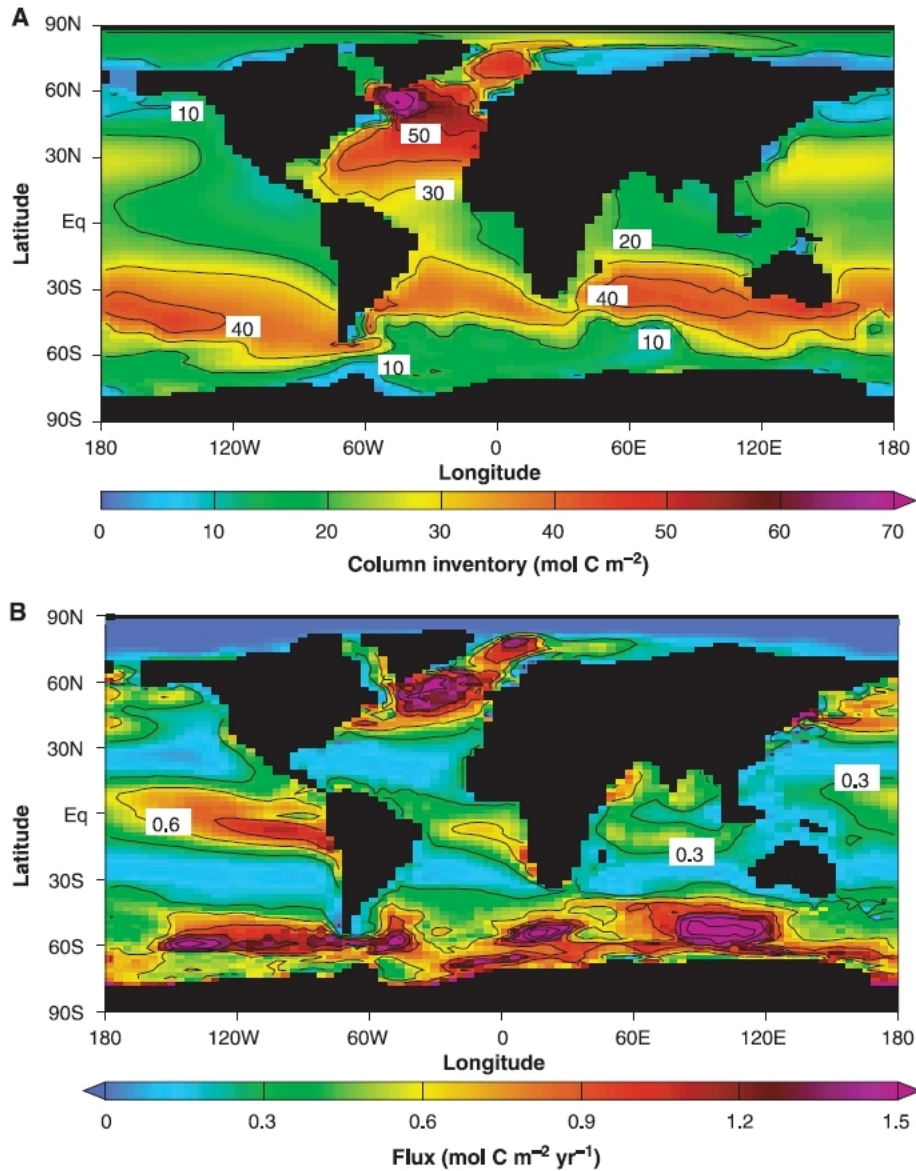 A
90N
60N
30N
Eq
30S
60S
90S
Latitude
10
50
30
20
40
40
10
10
180 120W 60W 0 60E 120E 180
Longitude
0 10 20 30 40 50 60 70
Column inventory (mol C m⁻²)
B
90N
60N
30N
Eq
30S
60S
90S
Latitude
0.3
0.6
0.3
180 120W 60W 0 60E 120E 180
Longitude
0 0.3 0.6 0.9 1.2 1.5
Flux (mol C m⁻² yr⁻¹)